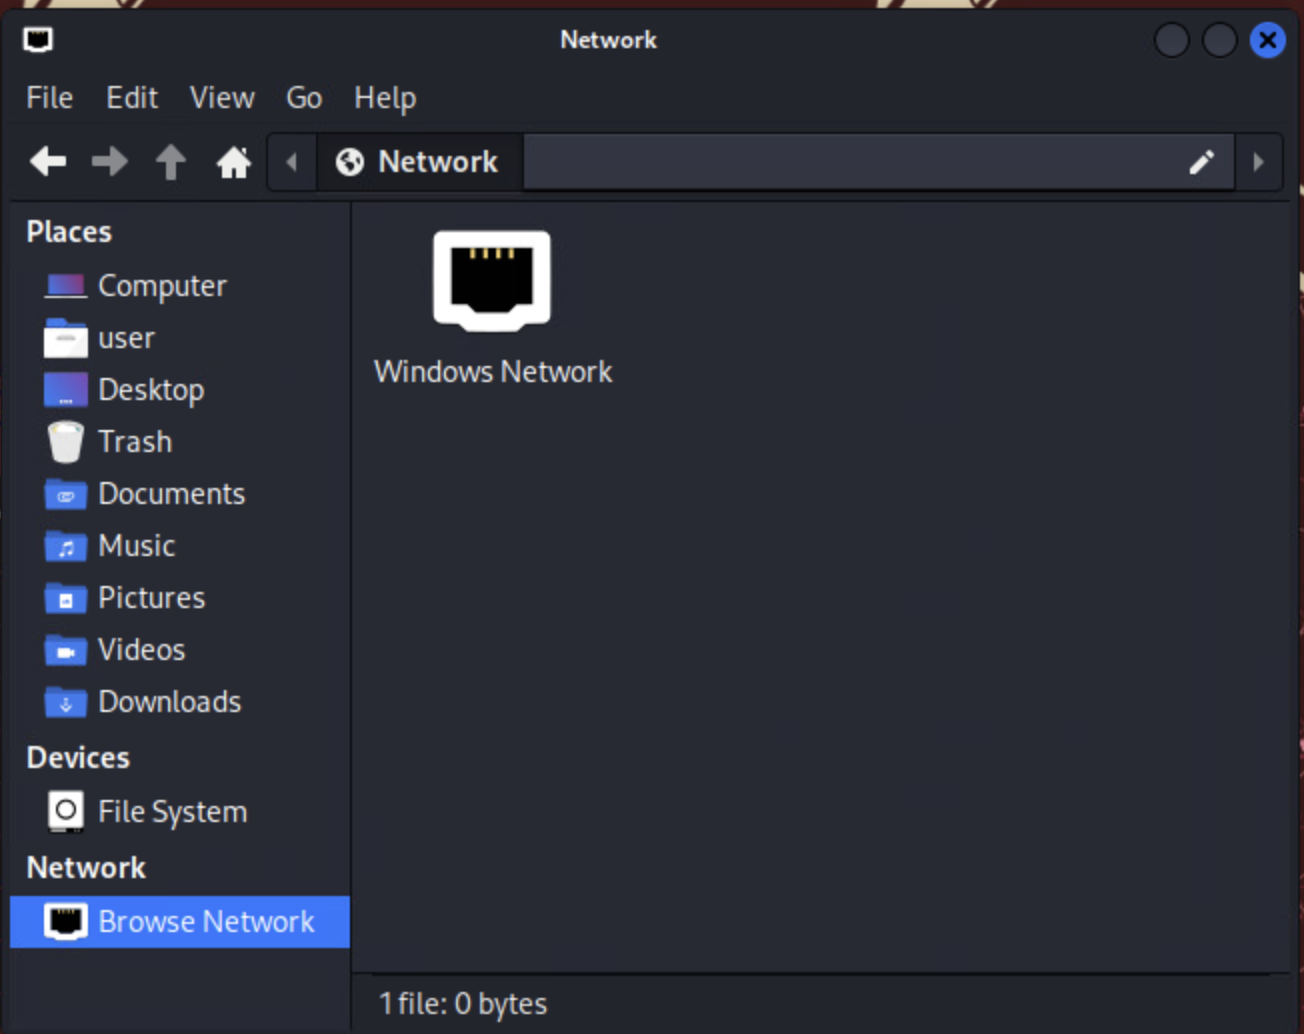 Network
File Edit View Go Help
Network
Places
Computer
user
Desktop
Trash
Documents
Music
Pictures
Videos
Downloads
Devices
File System
Network
Browse Network
Windows Network
1 file: 0 bytes